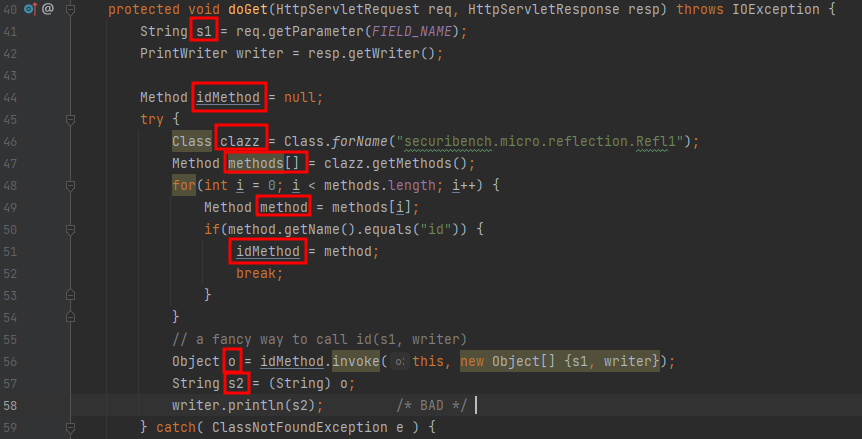 40 @ protected void doGet(HttpServletRequest req, HttpServletResponse resp) throws IOException {
41 String s1 = req.getParameter(FIELD_NAME);
42 PrintWriter writer = resp.getWriter();
43
44 Method idMethod = null;
45 try {
46 Class clazz = Class.forName("securibench.micro.reflection.Refl1");
47 Method methods[] = clazz.getMethods();
48 for(int i = 0; i < methods.length; i++) {
49 Method method = methods[i];
50 if(method.getName().equals("id")) {
51 idMethod = method;
52 break;
53 }
54 }
55 // a fancy way to call id(s1, writer)
56 Object o = idMethod.invoke( o: this, new Object[] {s1, writer});
57 String s2 = (String) o;
58 writer.println(s2); /* BAD */
59 } catch( ClassNotFoundException e ) {